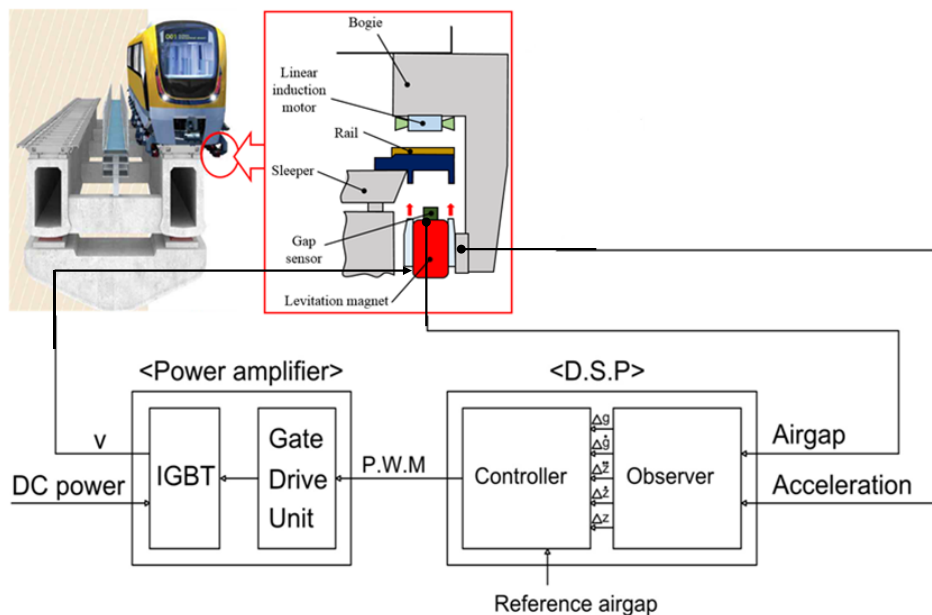 Bogie
Linear
induction
motor
Rail
Sleeper
Gap
sensor
Levitation magnet
<Power amplifier>
<D.S.P>
V
DC power
IGBT
Gate
Drive
Unit
P.W.M
Controller
Δg
Δġ
Δz̈
Δż
Δz
Observer
Airgap
Acceleration
Reference airgap